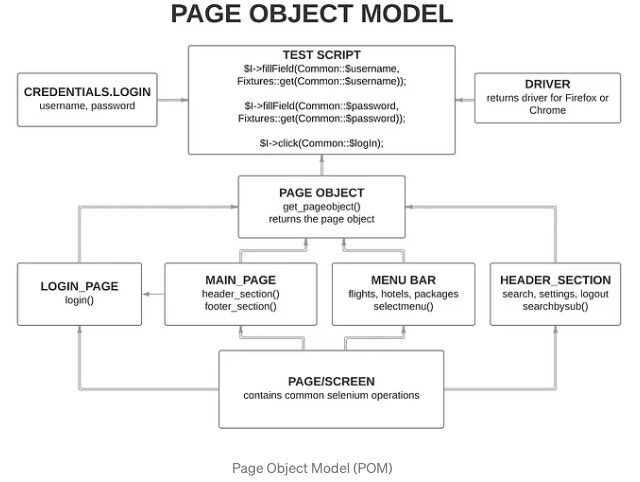 PAGE OBJECT MODEL
TEST SCRIPT
$I->fillField(Common::$username,
Fixtures::get(Common::$username));
$I->fillField(Common::$password,
Fixtures::get(Common::$password));
$I->click(Common::$logIn);
CREDENTIALS.LOGIN
username, password
DRIVER
returns driver for Firefox or
Chrome
PAGE OBJECT
get_pageobject()
returns the page object
LOGIN_PAGE
login()
MAIN_PAGE
header_section()
footer_section()
MENU BAR
flights, hotels, packages
selectmenu()
HEADER_SECTION
search, settings, logout
searchbysub()
PAGE/SCREEN
contains common selenium operations
Page Object Model (POM)